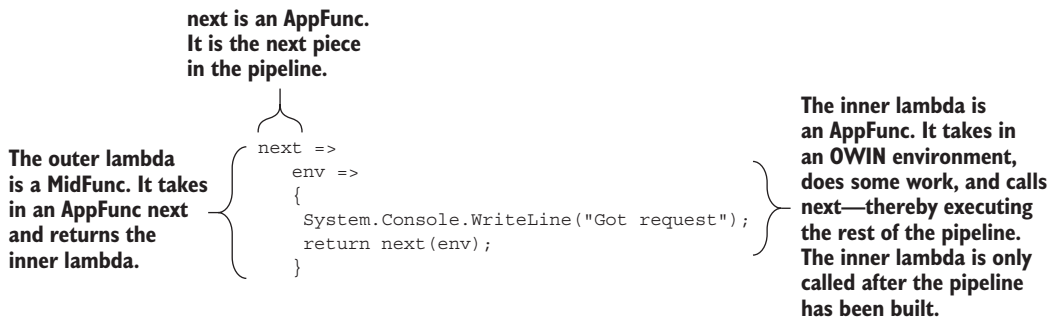 next is an AppFunc.
It is the next piece
in the pipeline.
The outer lambda
is a MidFunc. It takes
in an AppFunc next
and returns the
inner lambda.
next =>
env =>
{
System.Console.WriteLine("Got request");
return next(env);
}
The inner lambda is
an AppFunc. It takes in
an OWIN environment,
does some work, and calls
next—thereby executing
the rest of the pipeline.
The inner lambda is only
called after the pipeline
has been built.